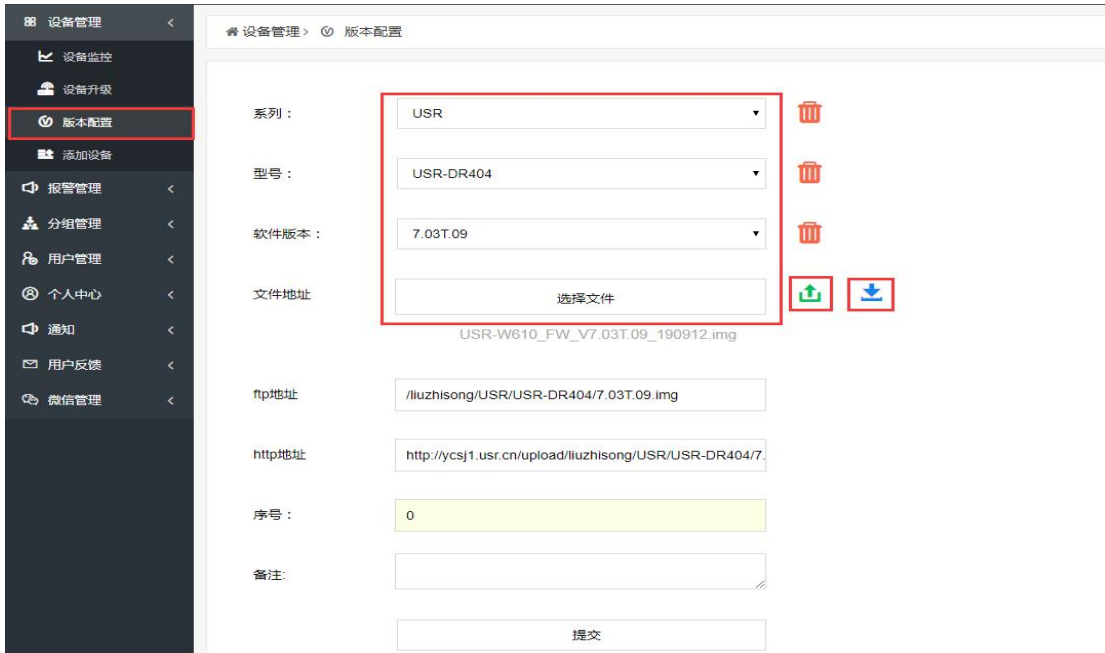 设备管理 <
设备监控
设备升级
版本配置
添加设备
报警管理 <
分组管理 <
用户管理 <
个人中心 <
通知 <
用户反馈 <
微信管理 <
设备管理> 版本配置
系列： USR
型号： USR-DR404
软件版本： 7.03T.09
文件地址 选择文件
USR-W610_FW_V7.03T.09_190912.img
ftp地址 /liuzhisong/USR/USR-DR404/7.03T.09.img
http地址 http://ycsj1.usr.cn/upload/liuzhisong/USR/USR-DR404/7.
序号： 0
备注:
提交